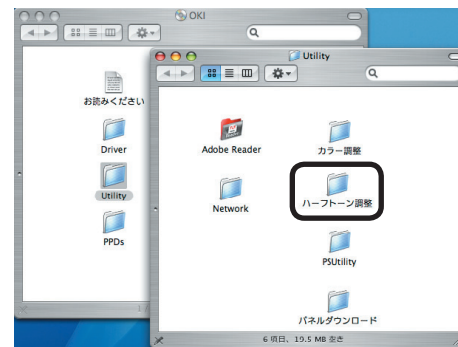 OKI
お読みください
Driver
Utility
PPDs
Utility
Adobe Reader
カラー調整
Network
ハーフトーン調整
PSUtility
パネルダウンロード
6 項目、19.5 MB 空き